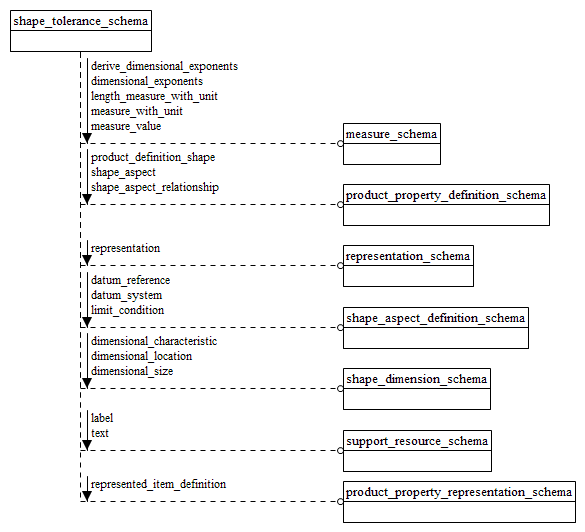 shape_tolerance_schema
derive_dimensional_exponents
dimensional_exponents
length_measure_with_unit
measure_with_unit
measure_value
measure_schema
product_definition_shape
shape_aspect
shape_aspect_relationship
product_property_definition_schema
representation
representation_schema
datum_reference
datum_system
limit_condition
shape_aspect_definition_schema
dimensional_characteristic
dimensional_location
dimensional_size
shape_dimension_schema
label
text
support_resource_schema
represented_item_definition
product_property_representation_schema